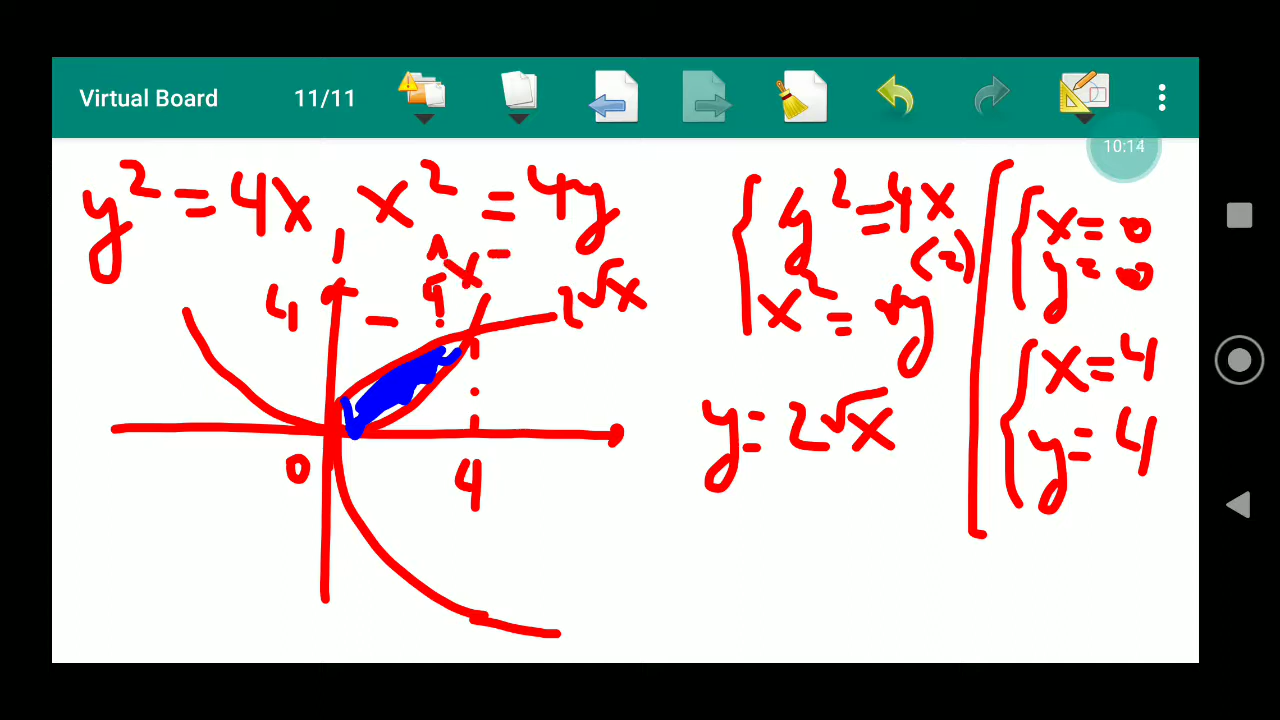 Virtual Board 11/11
10:14
y² = 4x x² = 4y
4
2√x
0
4
y² = 4x
(2)
x² = 4y
y = 2√x
x = 0
y = 0
x = 4
y = 4